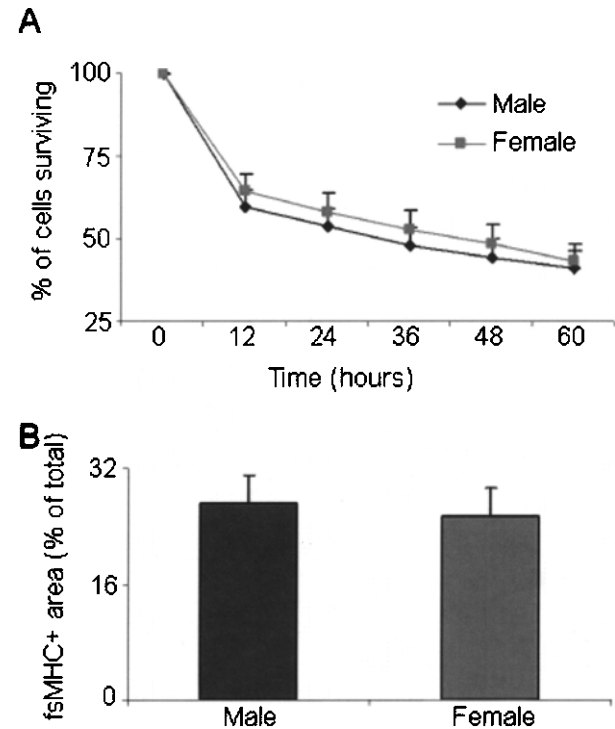 A
100
75
50
25
% of cells surviving
Male
Female
0 12 24 36 48 60
Time (hours)
B
32
16
0
fsMHC+ area (% of total)
Male Female